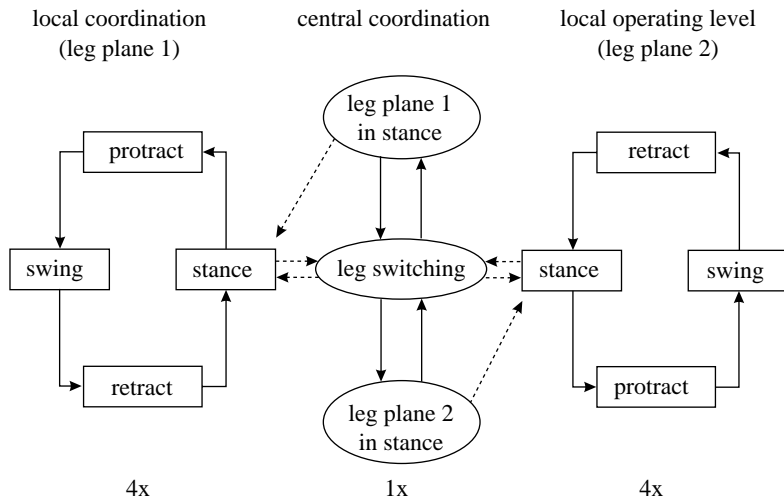 local coordination
(leg plane 1)
central coordination
local operating level
(leg plane 2)
leg plane 1
in stance
protract
retract
swing
stance
leg switching
stance
swing
retract
protract
leg plane 2
in stance
4x
1x
4x